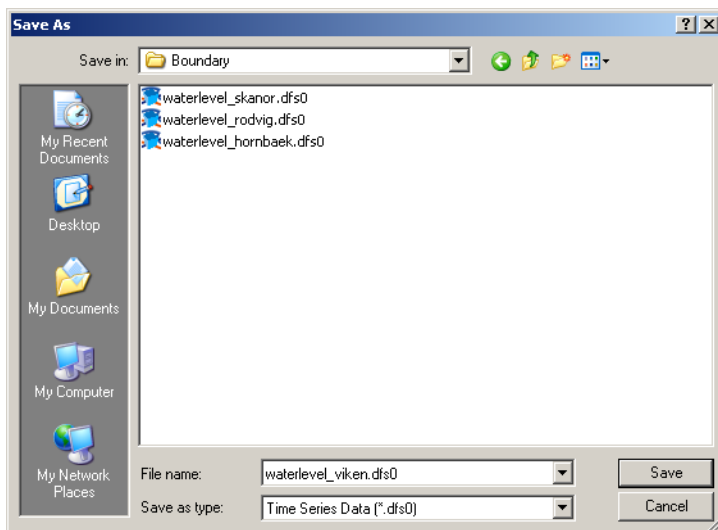 Save As
Save in: Boundary
waterlevel_skanor.dfs0
waterlevel_rodvig.dfs0
waterlevel_hornbaek.dfs0
My Recent
Documents
Desktop
My Documents
My Computer
My Network
Places
File name: waterlevel_viken.dfs0 Save
Save as type: Time Series Data (*.dfs0) Cancel